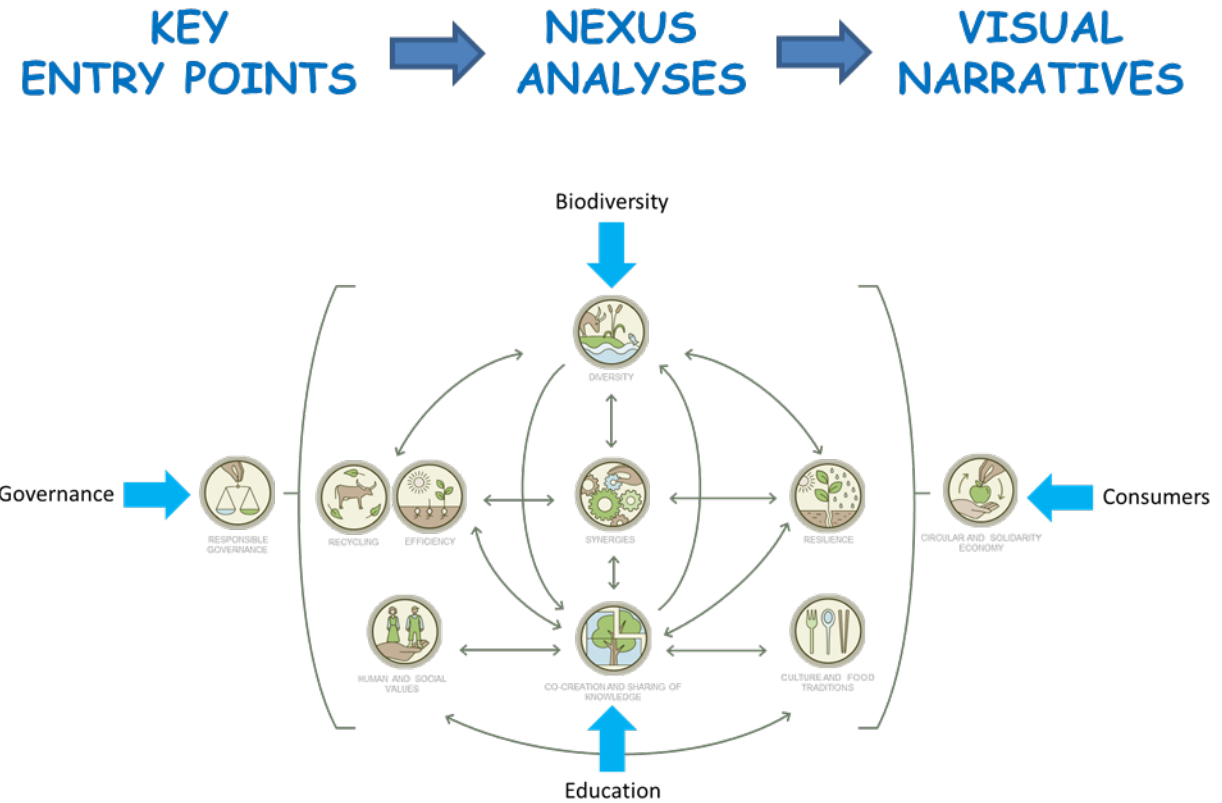 KEY
ENTRY POINTS
NEXUS
ANALYSES
VISUAL
NARRATIVES
Biodiversity
DIVERSITY
Governance
Consumers
RESPONSIBLE
GOVERNANCE
RECYCLING
EFFICIENCY
SYNERGIES
RESILIENCE
CIRCULAR AND SOLIDARITY
ECONOMY
HUMAN AND SOCIAL
VALUES
CO-CREATION AND SHARING OF
KNOWLEDGE
CULTURE AND FOOD
TRADITIONS
Education